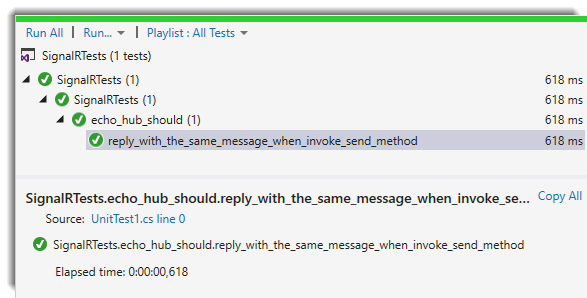 Run All | Run... | Playlist : All Tests
SignalRTests (1 tests)
SignalRTests (1) 618 ms
SignalRTests (1) 618 ms
echo_hub_should (1) 618 ms
reply_with_the_same_message_when_invoke_send_method 618 ms
SignalRTests.echo_hub_should.reply_with_the_same_message_when_invoke_se... Copy All
Source: UnitTest1.cs line 0
SignalRTests.echo_hub_should.reply_with_the_same_message_when_invoke_send_method
Elapsed time: 0:00:00,618